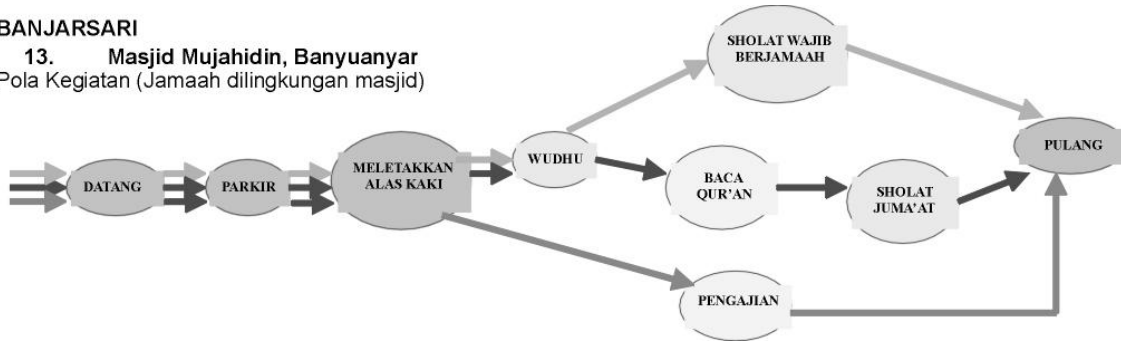 BANJARSARI
13. Masjid Mujahidin, Banyuanyar
Pola Kegiatan (Jamaah dilingkungan masjid)
SHOLAT WAJIB
BERJAMAAH
DATANG
PARKIR
MELETAKKAN
ALAS KAKI
WUDHU
BACA
QUR'AN
SHOLAT
JUMA'AT
PULANG
PENGAJIAN